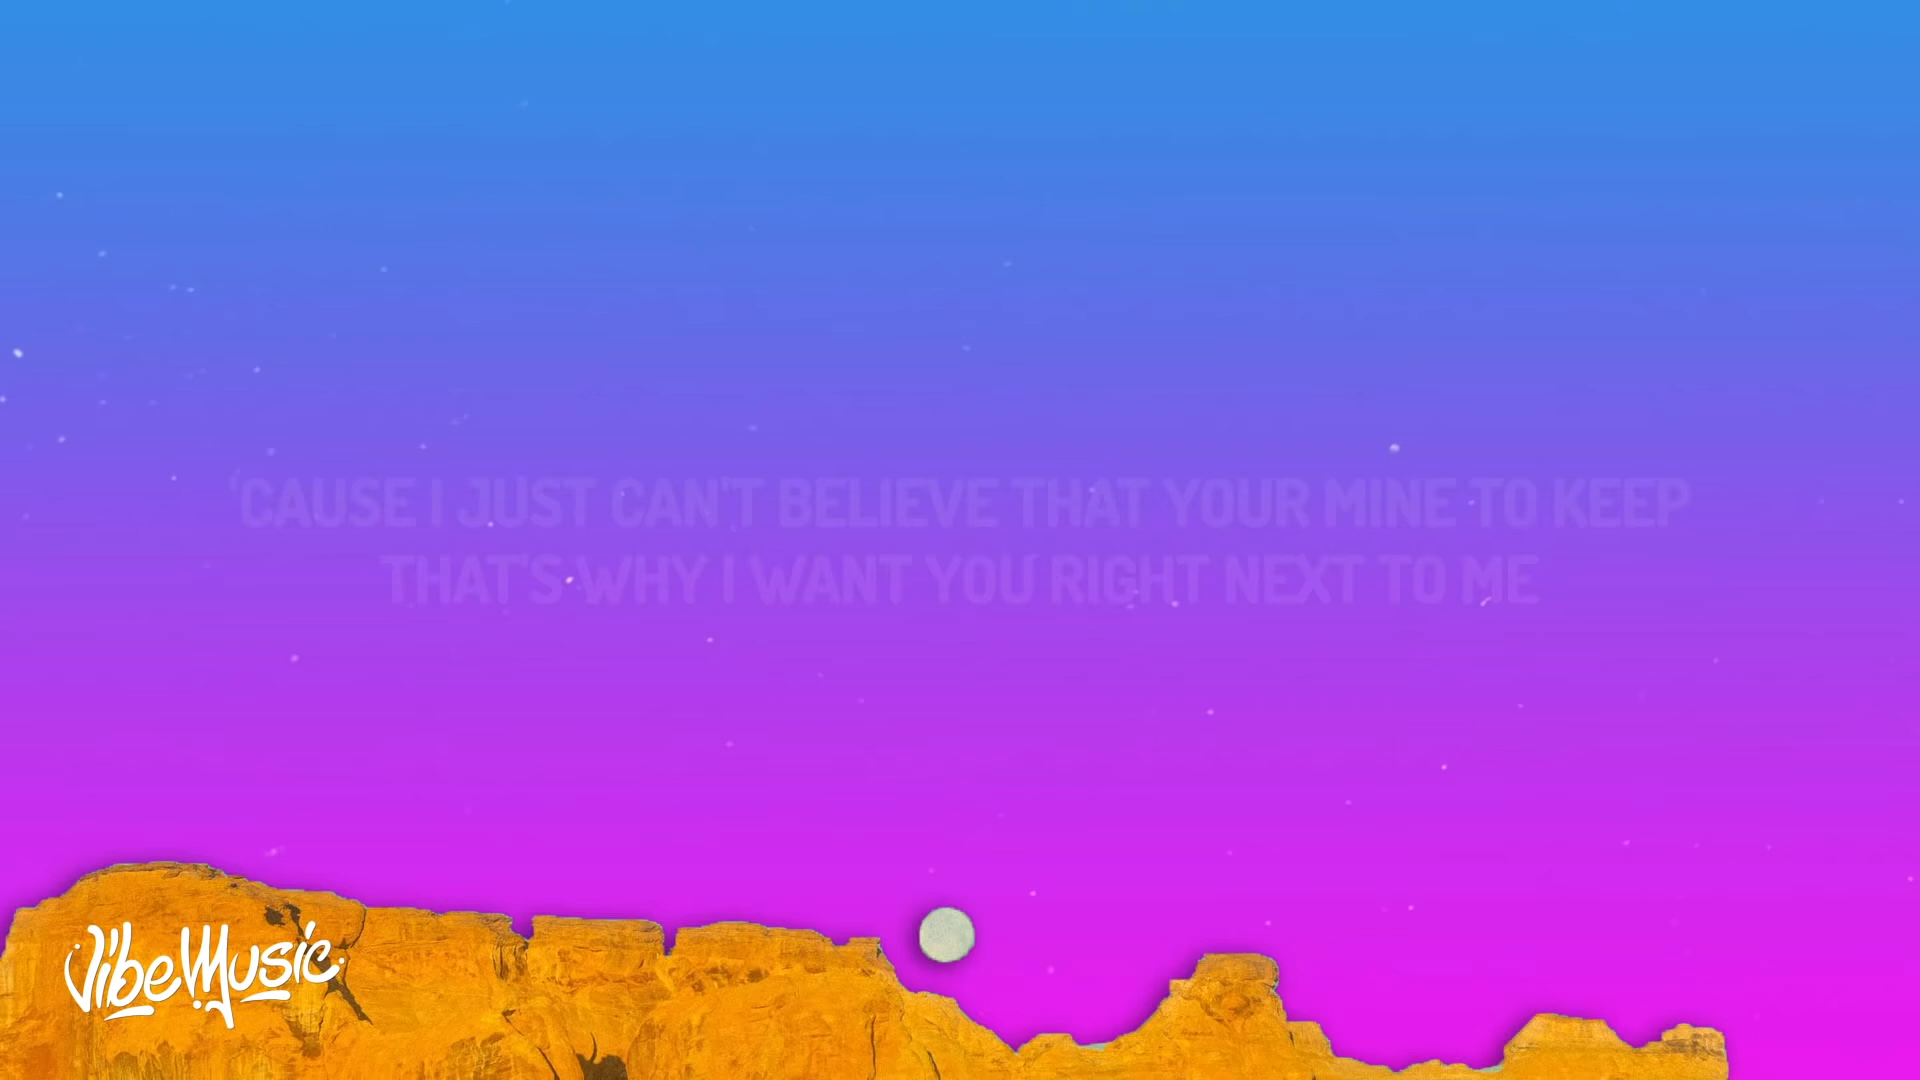 'CAUSE I JUST CAN'T BELIEVE THAT YOUR MINE TO KEEP
THAT'S WHY I WANT YOU RIGHT NEXT TO ME
VibeMusic